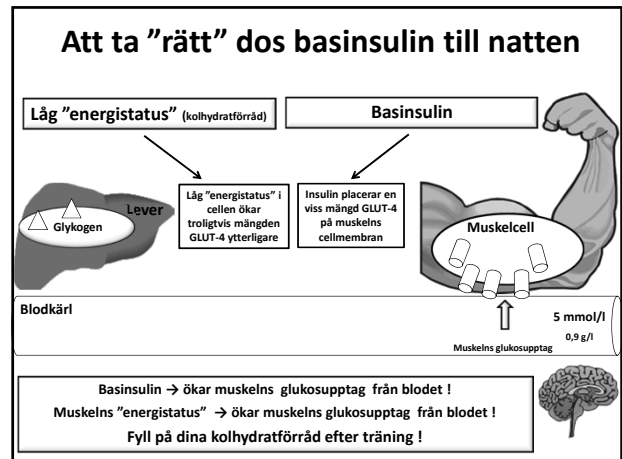 Att ta ”rätt” dos basinsulin till natten
Låg ”energistatus” (kolhydratförråd)
Basinsulin
Lever
Glykogen
Låg ”energistatus” i
cellen ökar
troligtvis mängden
GLUT-4 ytterligare
Insulin placerar en
viss mängd GLUT-4
på muskelns
cellmembran
Muskelcell
Blodkärl
5 mmol/l
0,9 g/l
Muskelns glukosupptag
Basinsulin → ökar muskelns glukosupptag från blodet !
Muskelns ”energistatus” → ökar muskelns glukosupptag från blodet !
Fyll på dina kolhydratförråd efter träning !